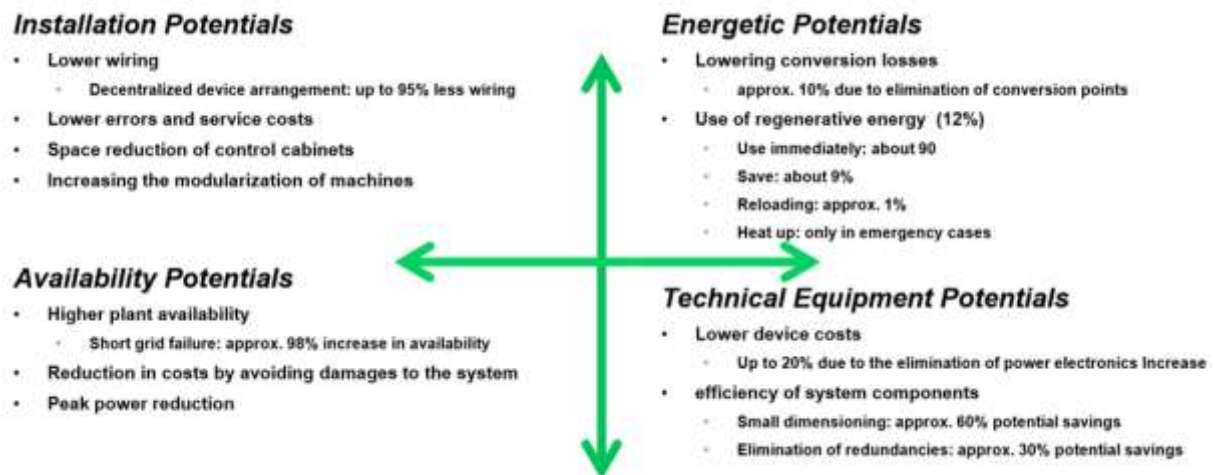 Installation Potentials
• Lower wiring
◦ Decentralized device arrangement: up to 95% less wiring
• Lower errors and service costs
• Space reduction of control cabinets
• Increasing the modularization of machines
Energetic Potentials
• Lowering conversion losses
◦ approx. 10% due to elimination of conversion points
• Use of regenerative energy (12%)
◦ Use immediately: about 90
◦ Save: about 9%
◦ Reloading: approx. 1%
◦ Heat up: only in emergency cases
Availability Potentials
• Higher plant availability
◦ Short grid failure: approx. 98% increase in availability
• Reduction in costs by avoiding damages to the system
• Peak power reduction
Technical Equipment Potentials
• Lower device costs
◦ Up to 20% due to the elimination of power electronics Increase
• efficiency of system components
◦ Small dimensioning: approx. 60% potential savings
◦ Elimination of redundancies: approx. 30% potential savings